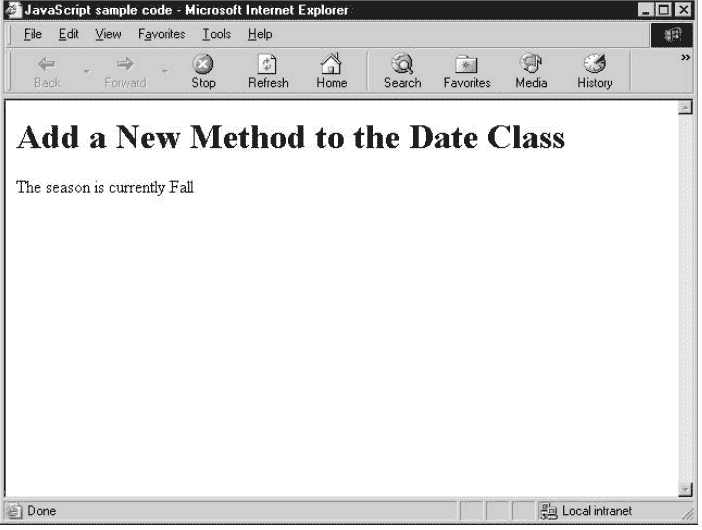 JavaScript sample code - Microsoft Internet Explorer
File Edit View Favorites Tools Help
Back Forward Stop Refresh Home Search Favorites Media History »
Add a New Method to the Date Class
The season is currently Fall
Done Local intranet